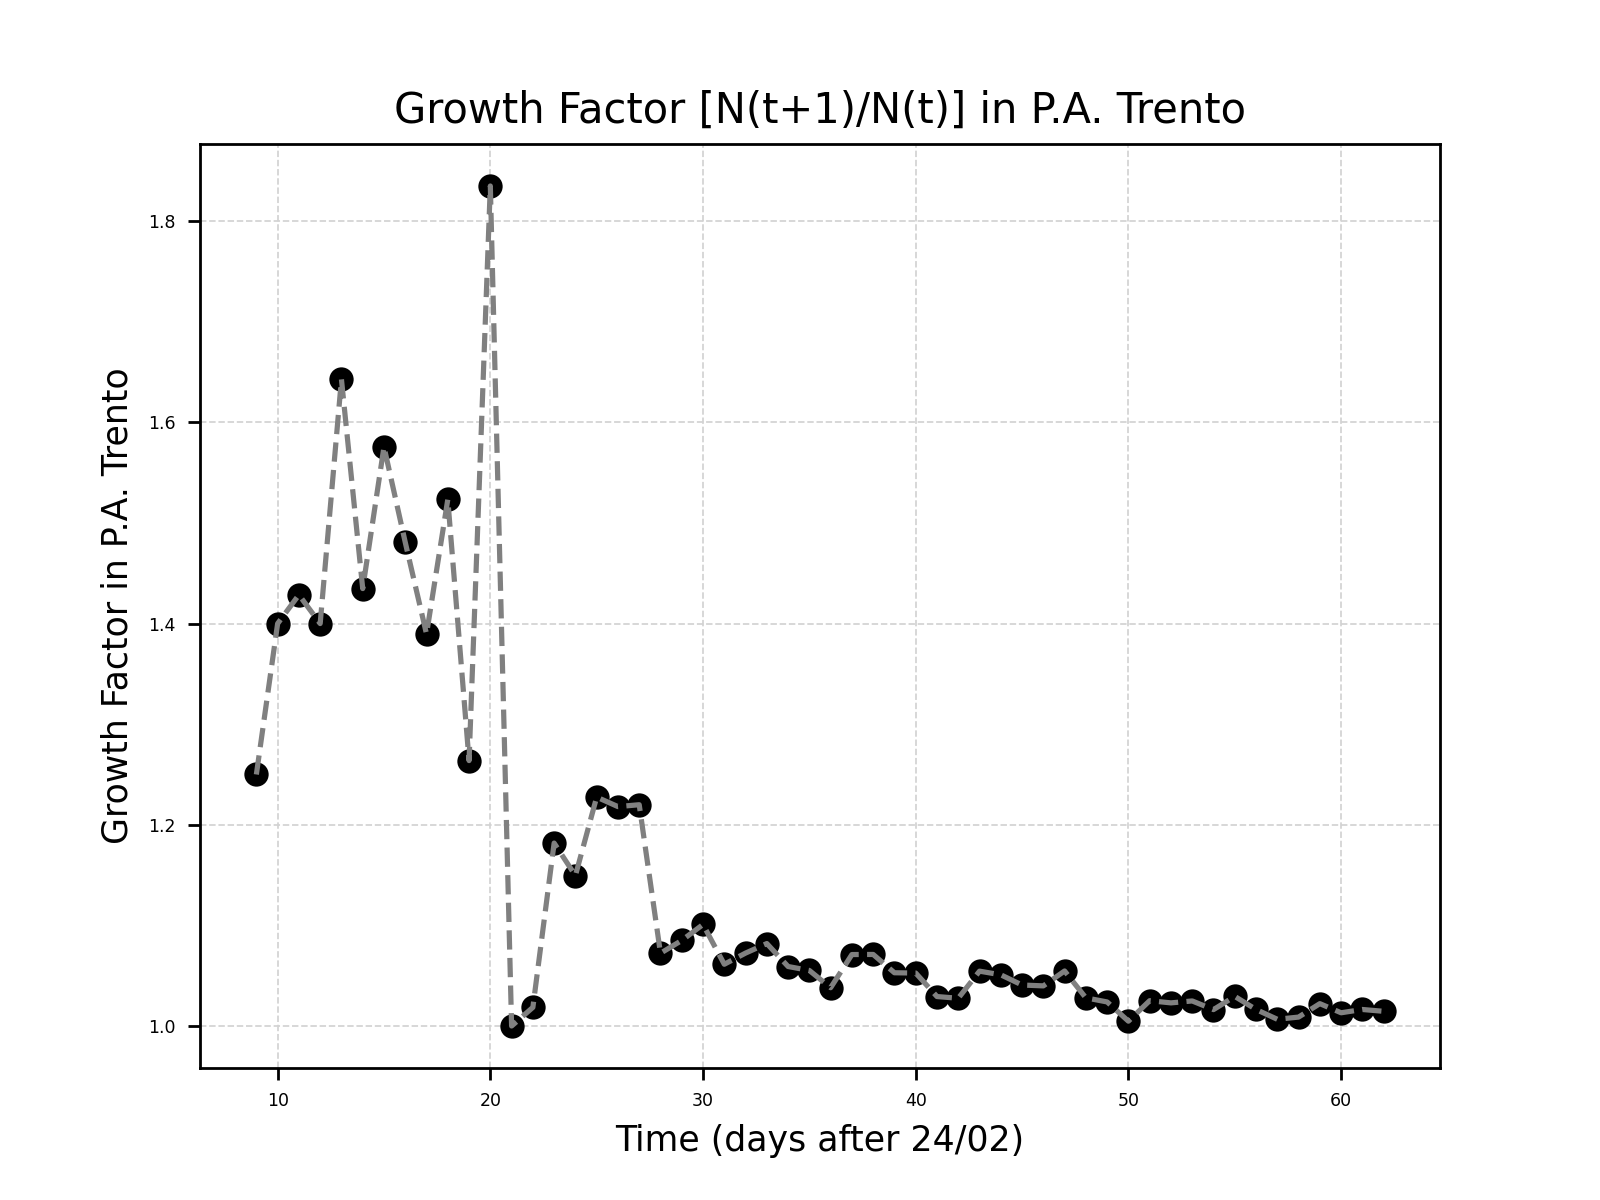 Growth Factor [N(t+1)/N(t)] in P.A. Trento
Growth Factor in P.A. Trento
1.8
1.6
1.4
1.2
1.0
10 20 30 40 50 60
Time (days after 24/02)